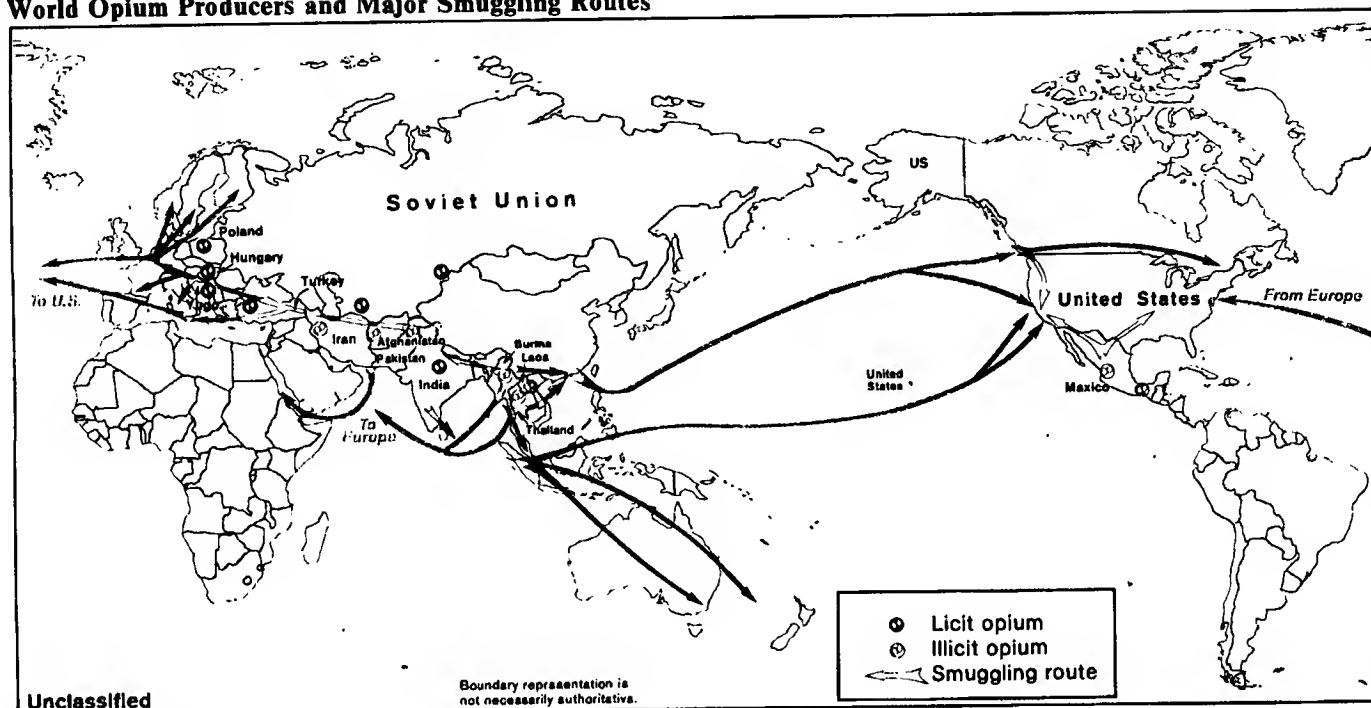 World Opium Producers and Major Smuggling Routes
US
Soviet Union
Poland
Hungary
Turkey
To U.S.
United States
From Europe
Iran
Afghanistan
Pakistan
Burma
Laos
India
United
States
Mexico
To
Europe
Thailand
Licit opium
Illicit opium
Smuggling route
Boundary representation is
not necessarily authoritative.
Unclassified